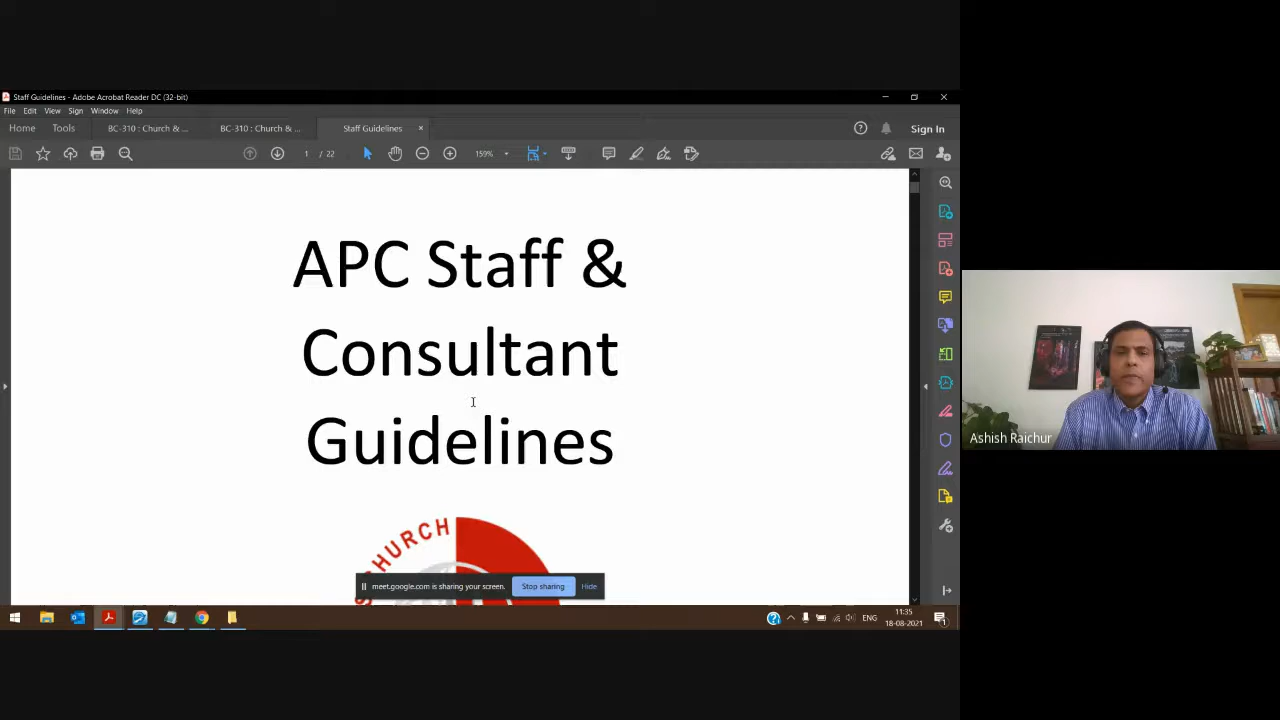 Staff Guidelines - Adobe Acrobat Reader DC (32-bit)
File Edit View Sign Window Help
Home Tools BC-310 : Church & ... BC-310 : Church & ... Staff Guidelines × Sign In
1 / 22 159%
APC Staff &
Consultant
Guidelines
CHURCH
meet.google.com is sharing your screen. Stop sharing Hide
Ashish Raichur
ENG
11:35
18-08-2021